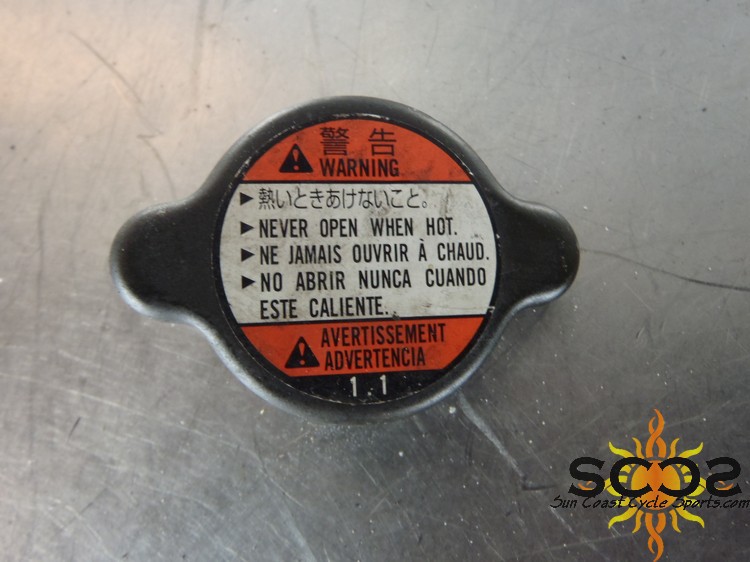 警告
WARNING
▶熱いときあけないこと。
▶NEVER OPEN WHEN HOT.
▶NE JAMAIS OUVRIR À CHAUD.
▶NO ABRIR NUNCA CUANDO
ESTE CALIENTE.
AVERTISSEMENT
ADVERTENCIA
1.1
SCCS
Sun Coast Cycle Sports.com